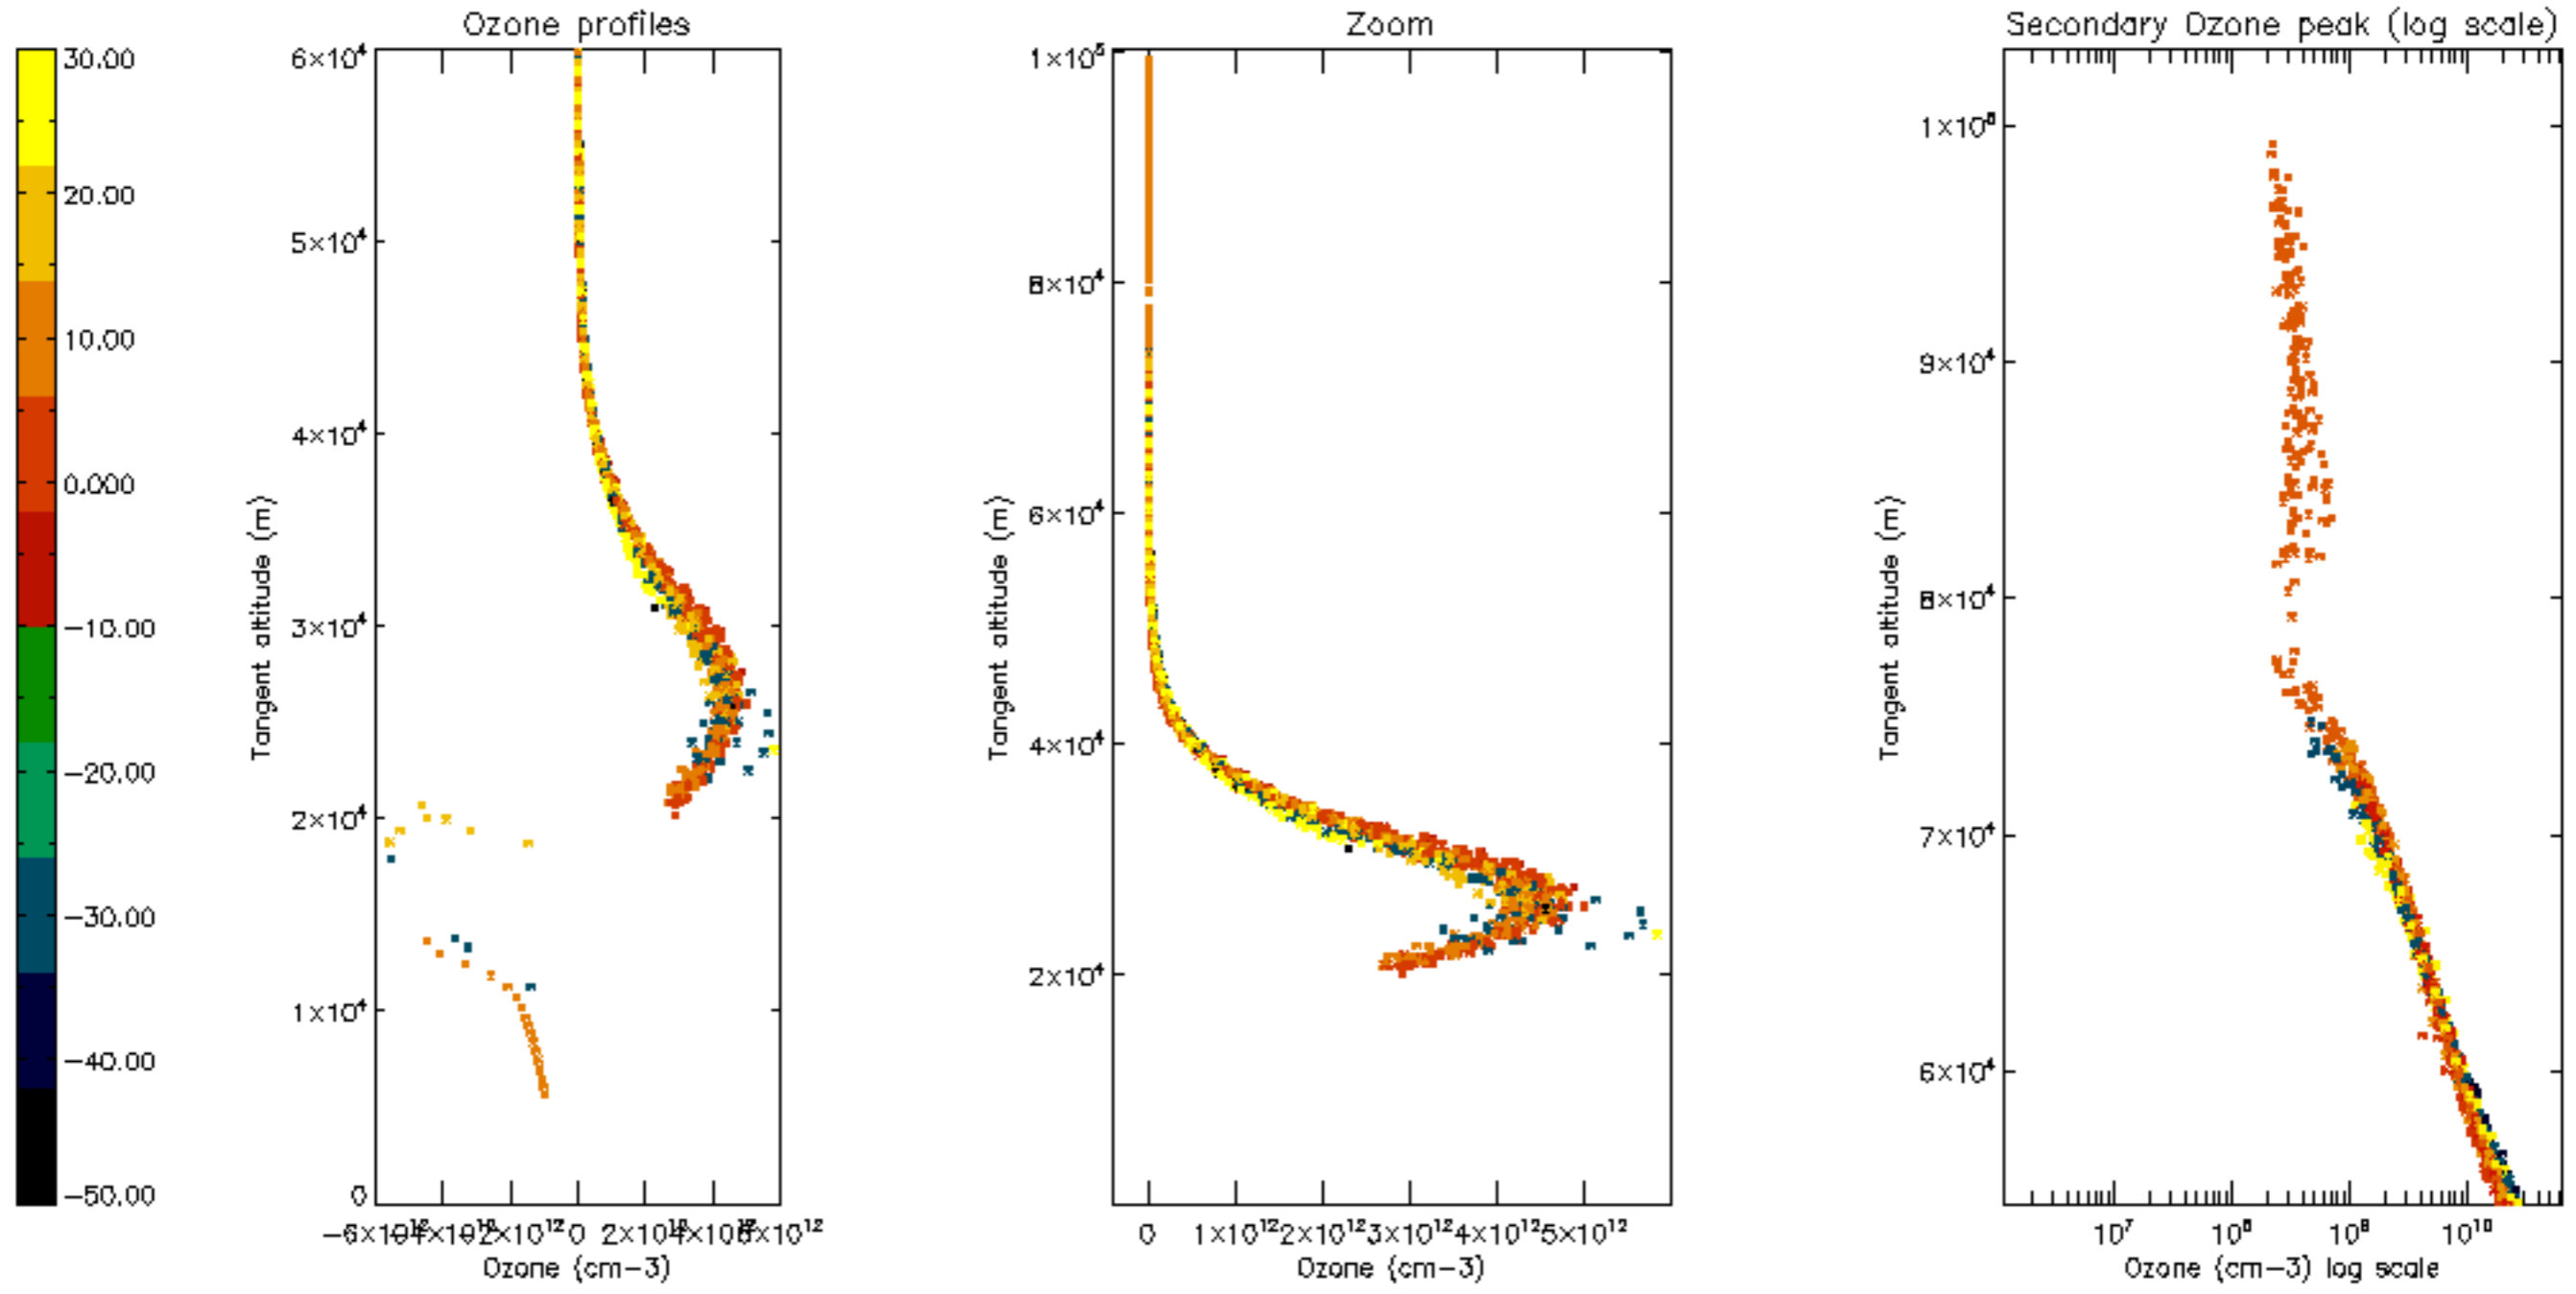 Ozone profiles
Zoom
Secondary Ozone peak (log scale)
30.00
20.00
10.00
0.000
−10.00
−20.00
−30.00
−40.00
−50.00
6×10⁴
5×10⁴
4×10⁴
3×10⁴
2×10⁴
1×10⁴
0
Tangent altitude (m)
0
Ozone (cm−3)
1×10⁵
8×10⁴
6×10⁴
4×10⁴
2×10⁴
Tangent altitude (m)
0 1×10¹² 2×10¹² 3×10¹² 4×10¹² 5×10¹²
Ozone (cm−3)
1×10⁵
9×10⁴
8×10⁴
7×10⁴
6×10⁴
Tangent altitude (m)
10⁷ 10⁸ 10⁹ 10¹⁰
Ozone (cm−3) log scale